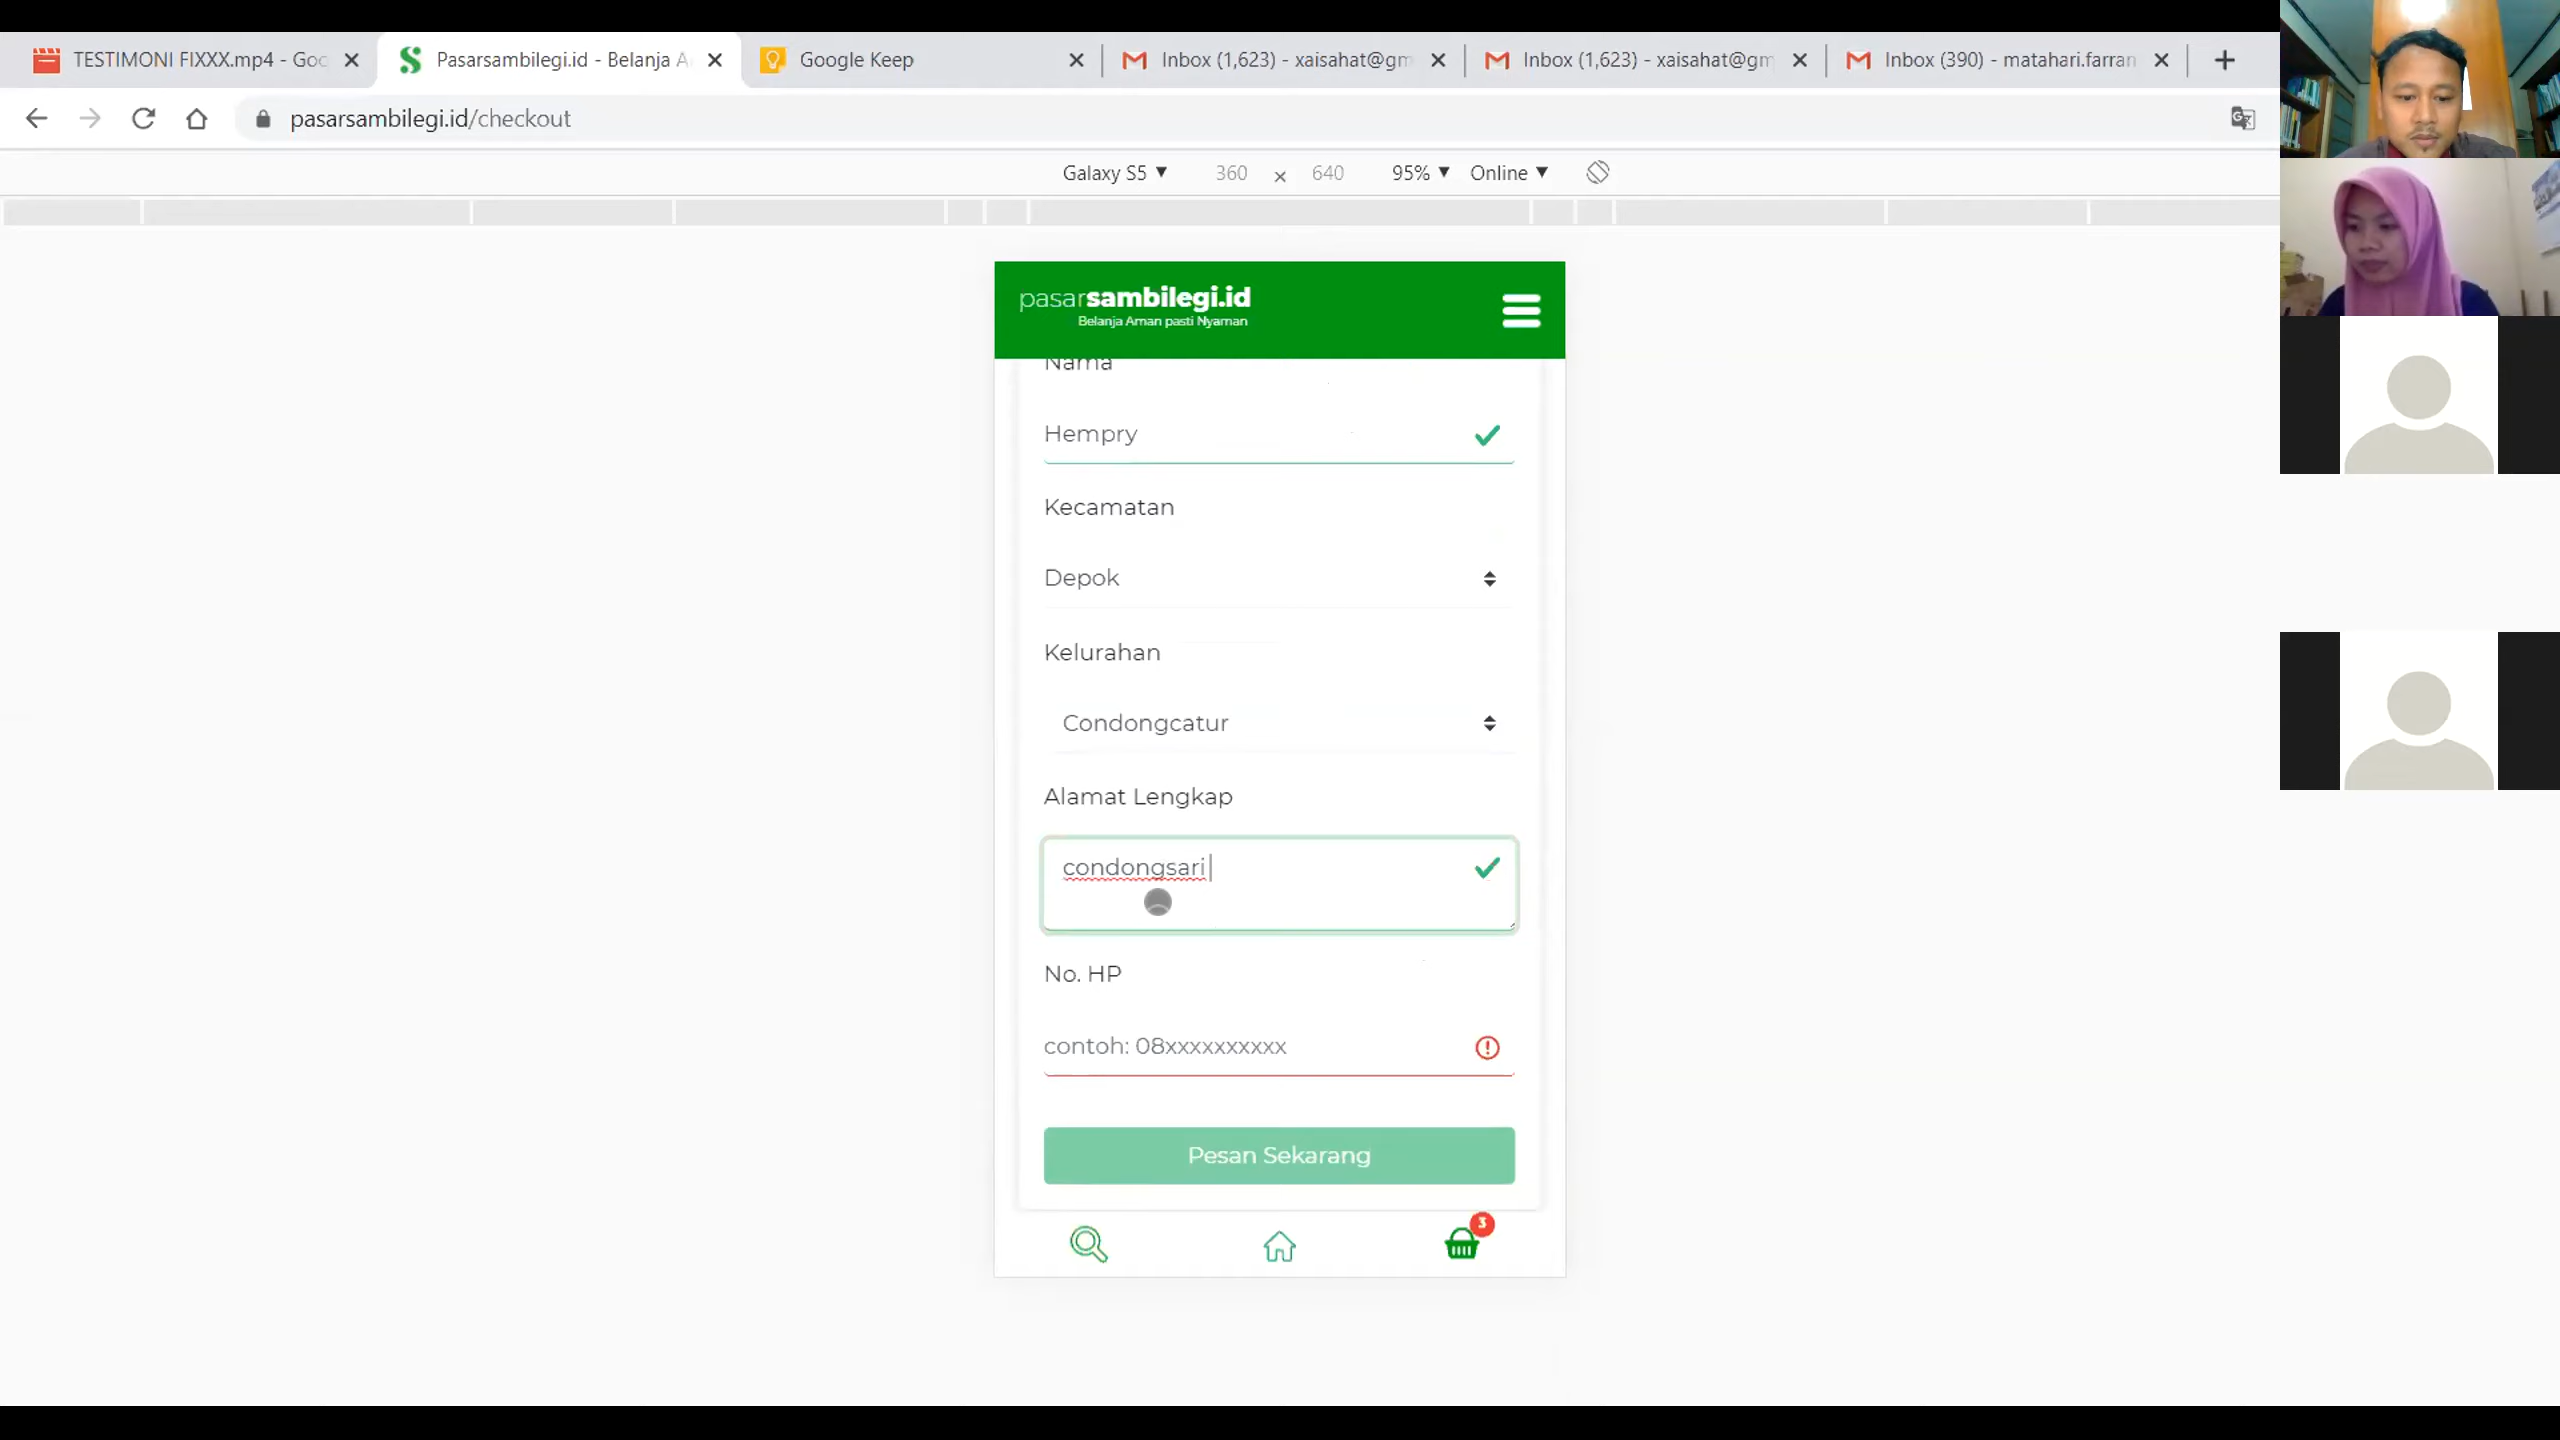 TESTIMONI FIXXX.mp4 - Goo
Pasarsambilegi.id - Belanja A
Google Keep
Inbox (1,623) - xaisahat@gm
Inbox (1,623) - xaisahat@gm
Inbox (390) - matahari.farran
pasarsambilegi.id/checkout
Galaxy S5 360 x 640 95% Online
pasarsambilegi.id
Belanja Aman pasti Nyaman
Nama
Hempry
Kecamatan
Depok
Kelurahan
Condongcatur
Alamat Lengkap
condongsari
No. HP
contoh: 08xxxxxxxxxx
Pesan Sekarang
3